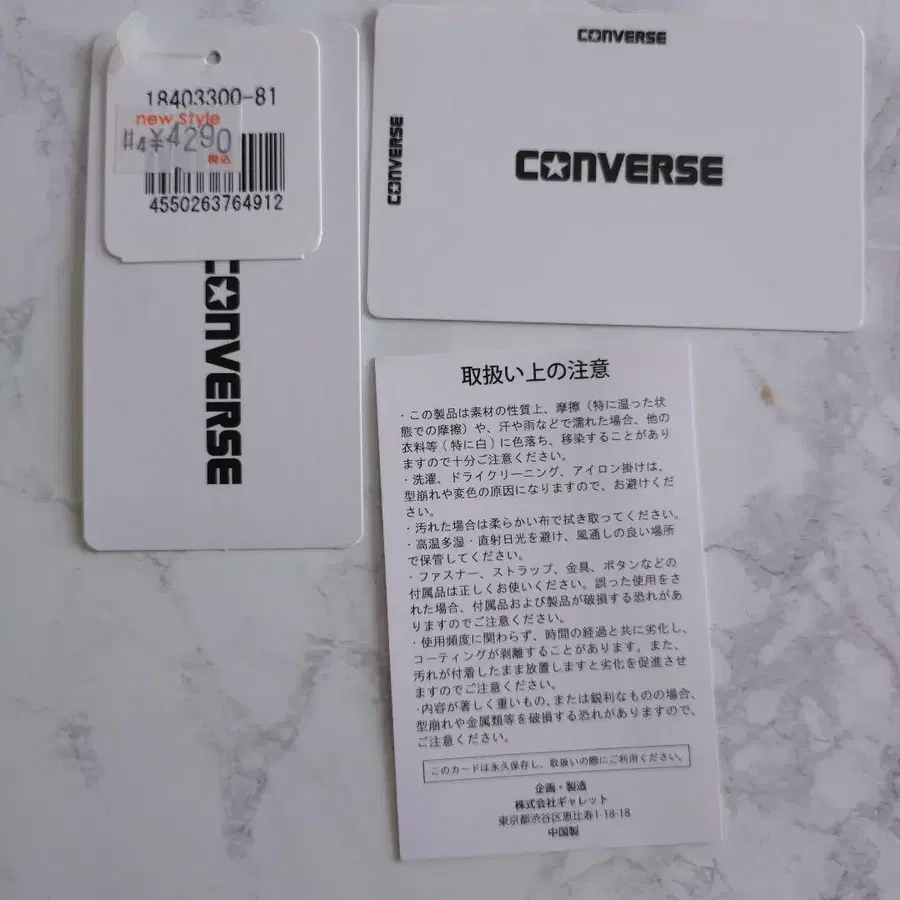 18403300-81
new style
#4¥4290
税込
4550263764912
CONVERSE
CONVERSE
CONVERSE
CONVERSE
取扱い上の注意
・この製品は素材の性質上、摩擦（特に湿った状
態での摩擦）や、汗や雨などで濡れた場合、他の
衣料等（特に白）に色落ち、移染することがあり
ますので十分ご注意ください。
・洗濯、ドライクリーニング、アイロン掛けは、
型崩れや変色の原因になりますので、お避けくだ
さい。
・汚れた場合は柔らかい布で拭き取ってください。
・高温多湿・直射日光を避け、風通しの良い場所
で保管してください。
・ファスナー、ストラップ、金具、ボタンなどの
付属品は正しくお使いください。誤った使用をさ
れた場合、付属品および製品が破損する恐れがあ
りますのでご注意ください。
・使用頻度に関わらず、時間の経過と共に劣化し、
コーティングが剥離することがあります。また、
汚れが付着したまま放置しますと劣化を促進させ
ますのでご注意ください。
・内容が著しく重いもの、または鋭利なものの場合、
型崩れや金属類等を破損する恐れがありますので、
ご注意ください。
このカードは永久保存し、取扱いの際にご利用ください。
企画・製造
株式会社ギャレット
東京都渋谷区恵比寿1-18-18
中国製